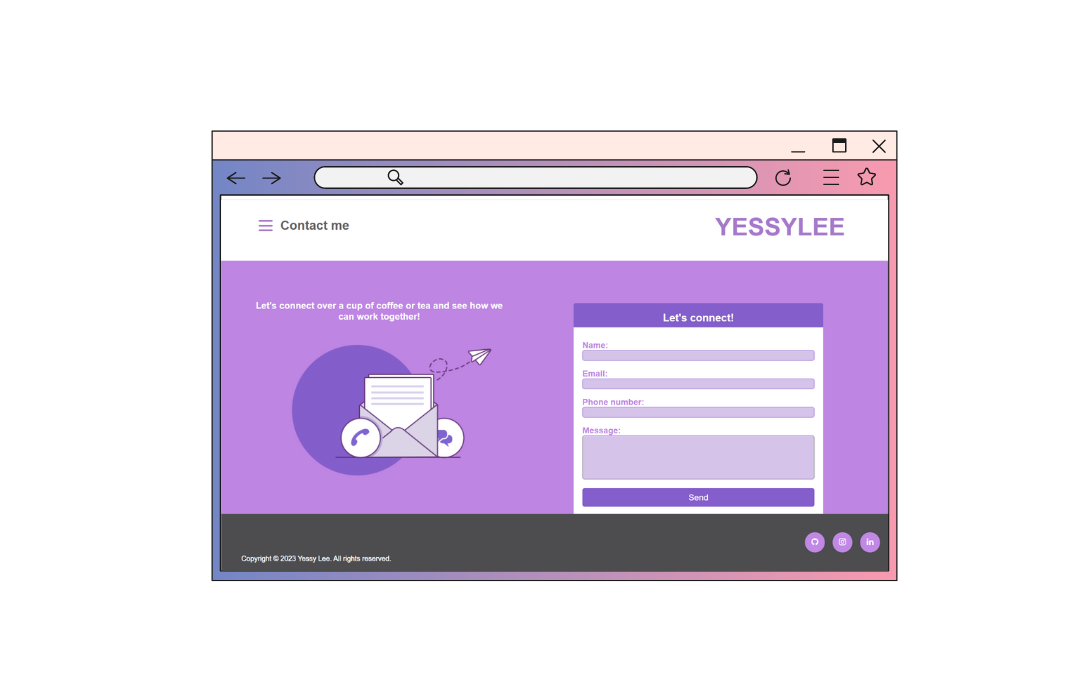 Contact me
YESSYLEE
Let's connect over a cup of coffee or tea and see how we
can work together!
Let's connect!
Name:
Email:
Phone number:
Message:
Send
Copyright © 2023 Yessy Lee. All rights reserved.
in